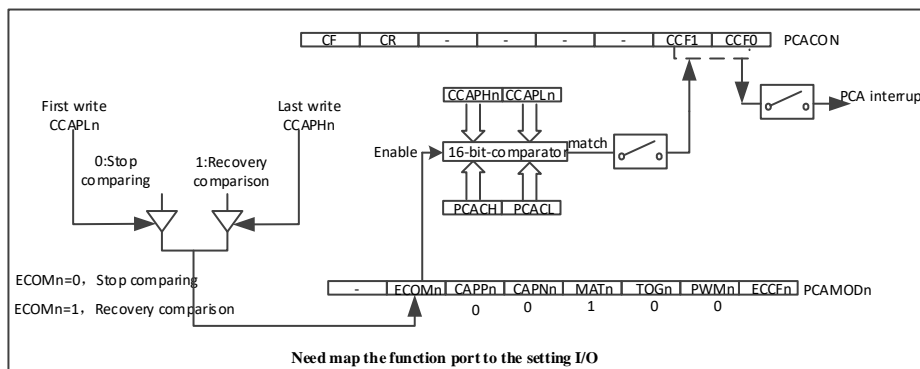 CF CR - - - - CCF1 CCF0 PCACON
First write
CCAPLn
Last write
CCAPHn
CCAPHn CCAPLn
PCA interrup
0:Stop
comparing
1:Recovery
comparison
Enable
16-bit-comparator
match
PCACH PCACL
ECOMn=0, Stop comparing
ECOMn=1, Recovery comparison
- ECOMn CAPPn CAPNn MATn TOGn PWMn ECCFn PCAMODn
0 0 1 0 0
Need map the function port to the setting I/O